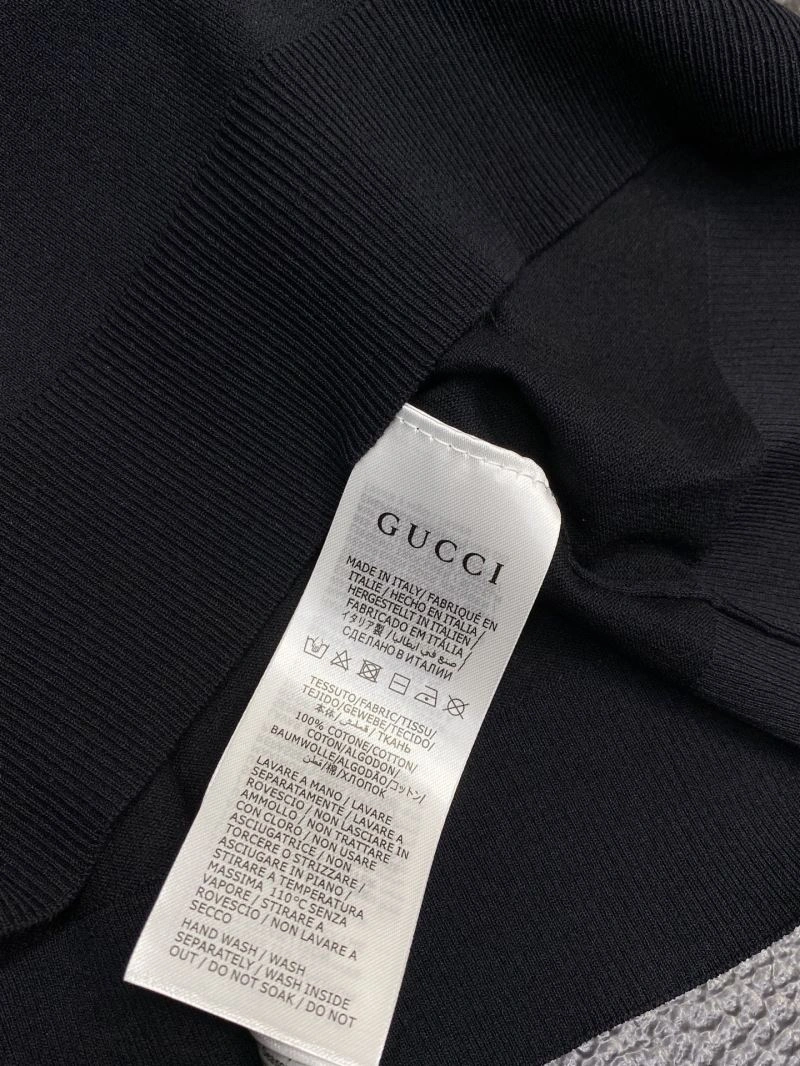 GUCCI
MADE IN ITALY/ FABRIQUÉ EN
ITALIE / HECHO EN ITALIA /
HERGESTELLT IN ITALIEN /
FABRICADO EM ITÁLIA /
イタリア製 / صنع في ايطاليا /
СДЕЛАНО В ИТАЛИИ
TESSUTO/FABRIC/TISSU/
TEJIDO/GEWEBE/TECIDO/
本体/ قطش / ТКАНЬ
100% COTONE/COTTON/
COTON/ALGODON/
BAUMWOLLE/ALGODÃO/コットン/
قطن/棉/ХЛОПОК
LAVARE A MANO / LAVARE
SEPARATAMENTE / LAVARE A
ROVESCIO / NON LASCIARE IN
AMMOLLO / NON TRATTARE
CON CLORO / NON USARE
ASCIUGATRICE / NON
TORCERE O STRIZZARE /
ASCIUGARE IN PIANO /
STIRARE A TEMPERATURA
MASSIMA 110°C SENZA
VAPORE / STIRARE A
ROVESCIO / NON LAVARE A
SECCO
HAND WASH / WASH
SEPARATELY / WASH INSIDE
OUT / DO NOT SOAK / DO NOT